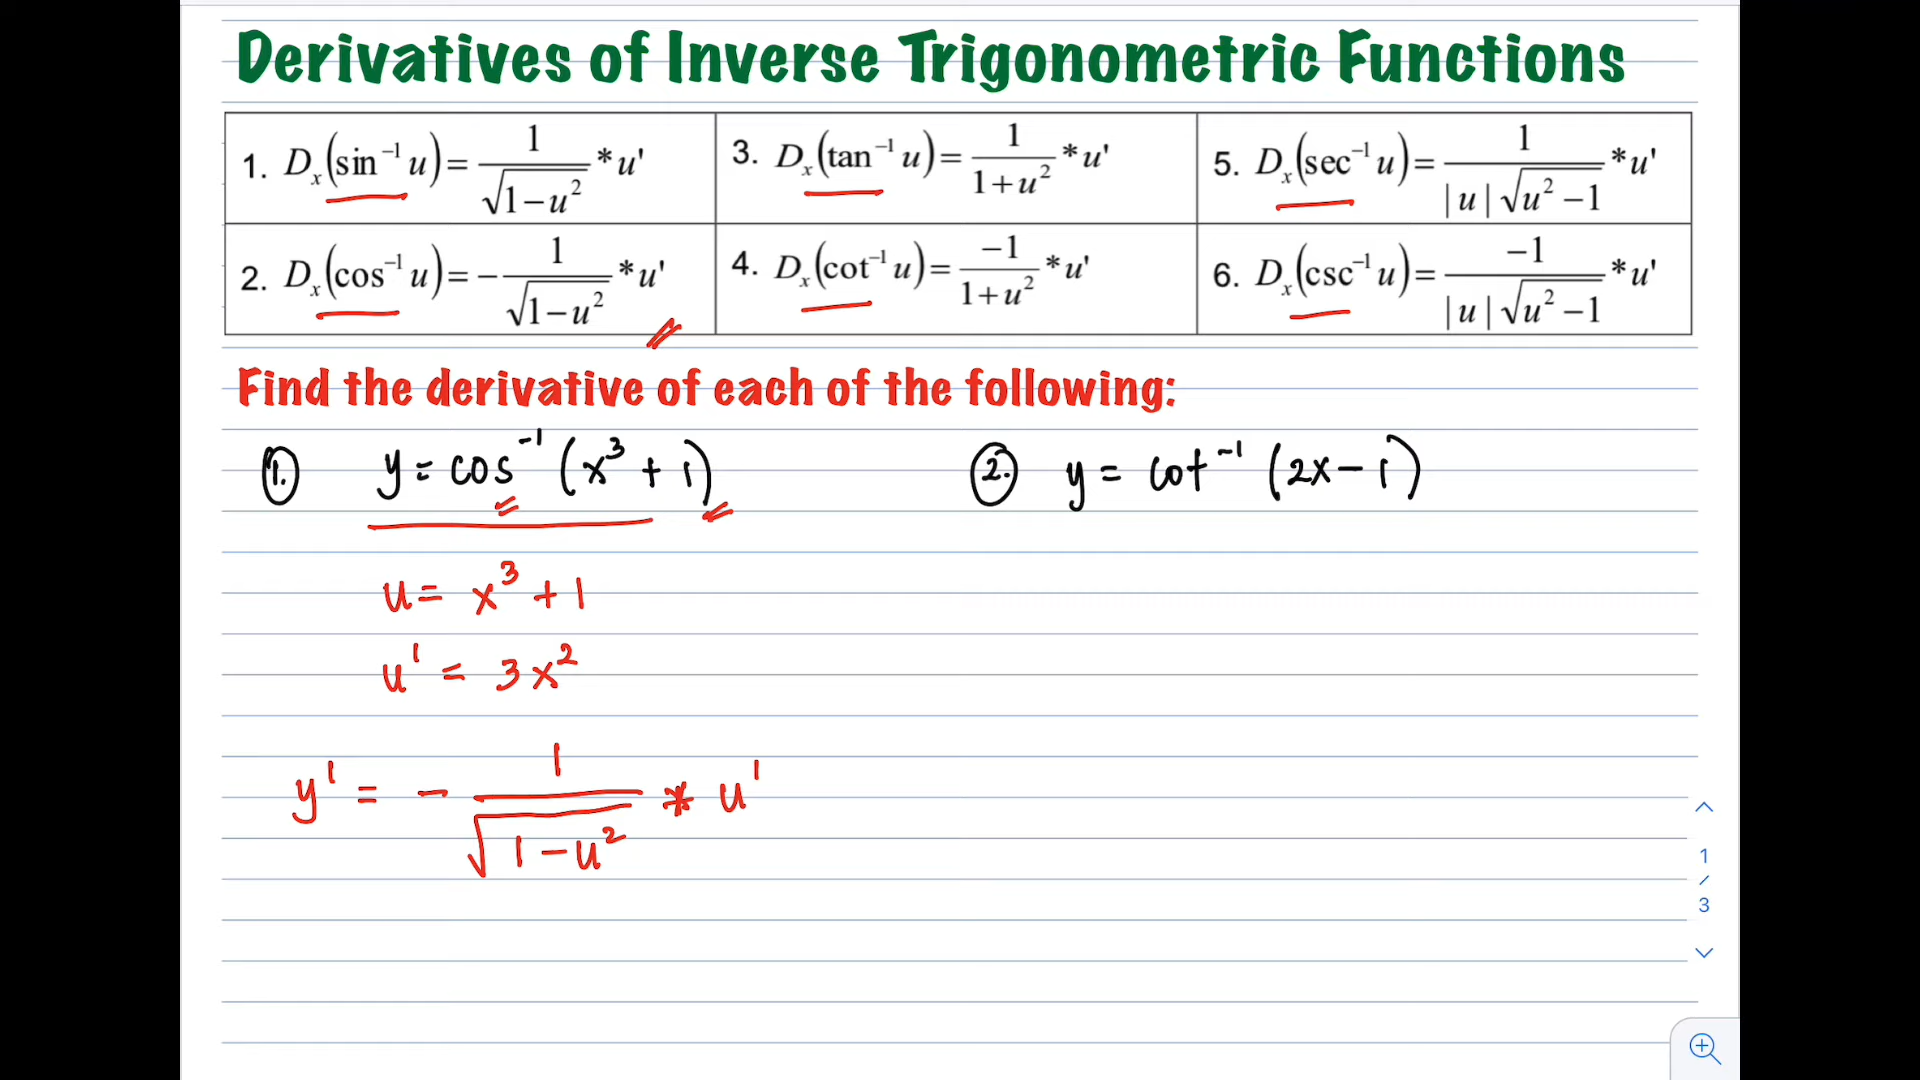 Derivatives of Inverse Trigonometric Functions
1. Dₓ(sin⁻¹ u) = 1/√(1−u²) * u'
3. Dₓ(tan⁻¹ u) = 1/(1+u²) * u'
5. Dₓ(sec⁻¹ u) = 1/(|u|√(u²−1)) * u'
2. Dₓ(cos⁻¹ u) = −1/√(1−u²) * u'
4. Dₓ(cot⁻¹ u) = −1/(1+u²) * u'
6. Dₓ(csc⁻¹ u) = −1/(|u|√(u²−1)) * u'
Find the derivative of each of the following:
①. y = cos⁻¹ (x³ + 1)
②. y = cot⁻¹ (2x − 1)
u = x³ + 1
u' = 3x²
y' = − 1/√(1−u²) * u'
1
/
3